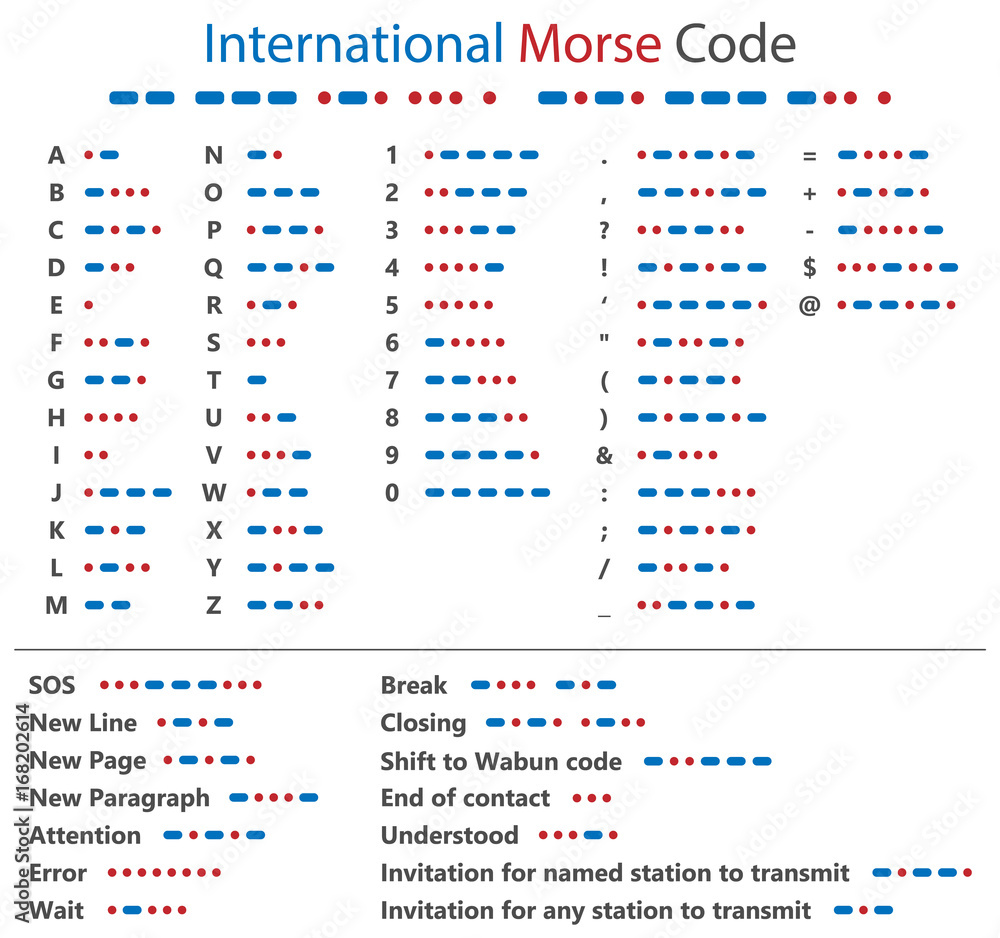 International Morse Code
-- --- .-. ... . -.-. --- -.. .
A .- N -. 1 .---- . .-.-.- = -...-
B -... O --- 2 ..--- , --..-- + .-.-.
C -.-. P .--. 3 ...-- ? ..--.. - -....-
D -.. Q --.- 4 ....- ! -.-.-- $ ...-..-
E . R .-. 5 ..... ‘ .----. @ .--.-.
F ..-. S ... 6 -.... " .-..-.
G --. T - 7 --... ( -.--.
H .... U ..- 8 ---.. ) -.--.-
I .. V ...- 9 ----. & .-...
J .--- W .-- 0 ----- : ---...
K -.- X -..- ; -.-.-.
L .-.. Y -.-- / -..-.
M -- Z --.. _ ..--.-
SOS ...---...
New Line .-.-
New Page .-.-.
New Paragraph -...-
Attention -.-.-
Error ........
Wait .-...
Break -... -.-
Closing -.-. .-..
Shift to Wabun code -..---
End of contact ...
Understood ...-.
Invitation for named station to transmit -.--.
Invitation for any station to transmit -.-
Adobe Stock | #168202614